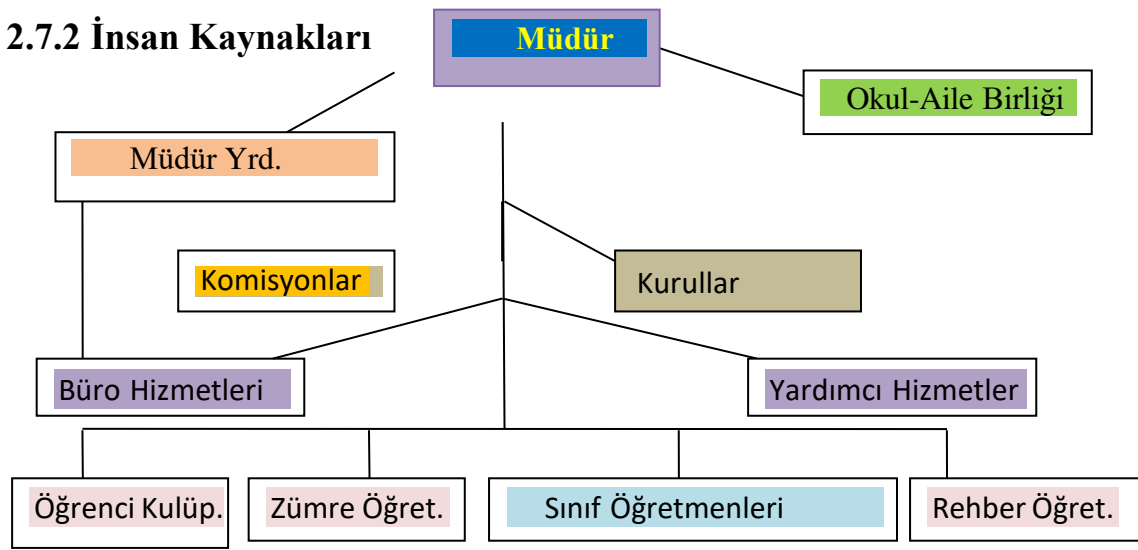 2.7.2 İnsan Kaynakları
Müdür
Okul-Aile Birliği
Müdür Yrd.
Komisyonlar
Kurullar
Büro Hizmetleri
Yardımcı Hizmetler
Öğrenci Kulüp.
Zümre Öğret.
Sınıf Öğretmenleri
Rehber Öğret.